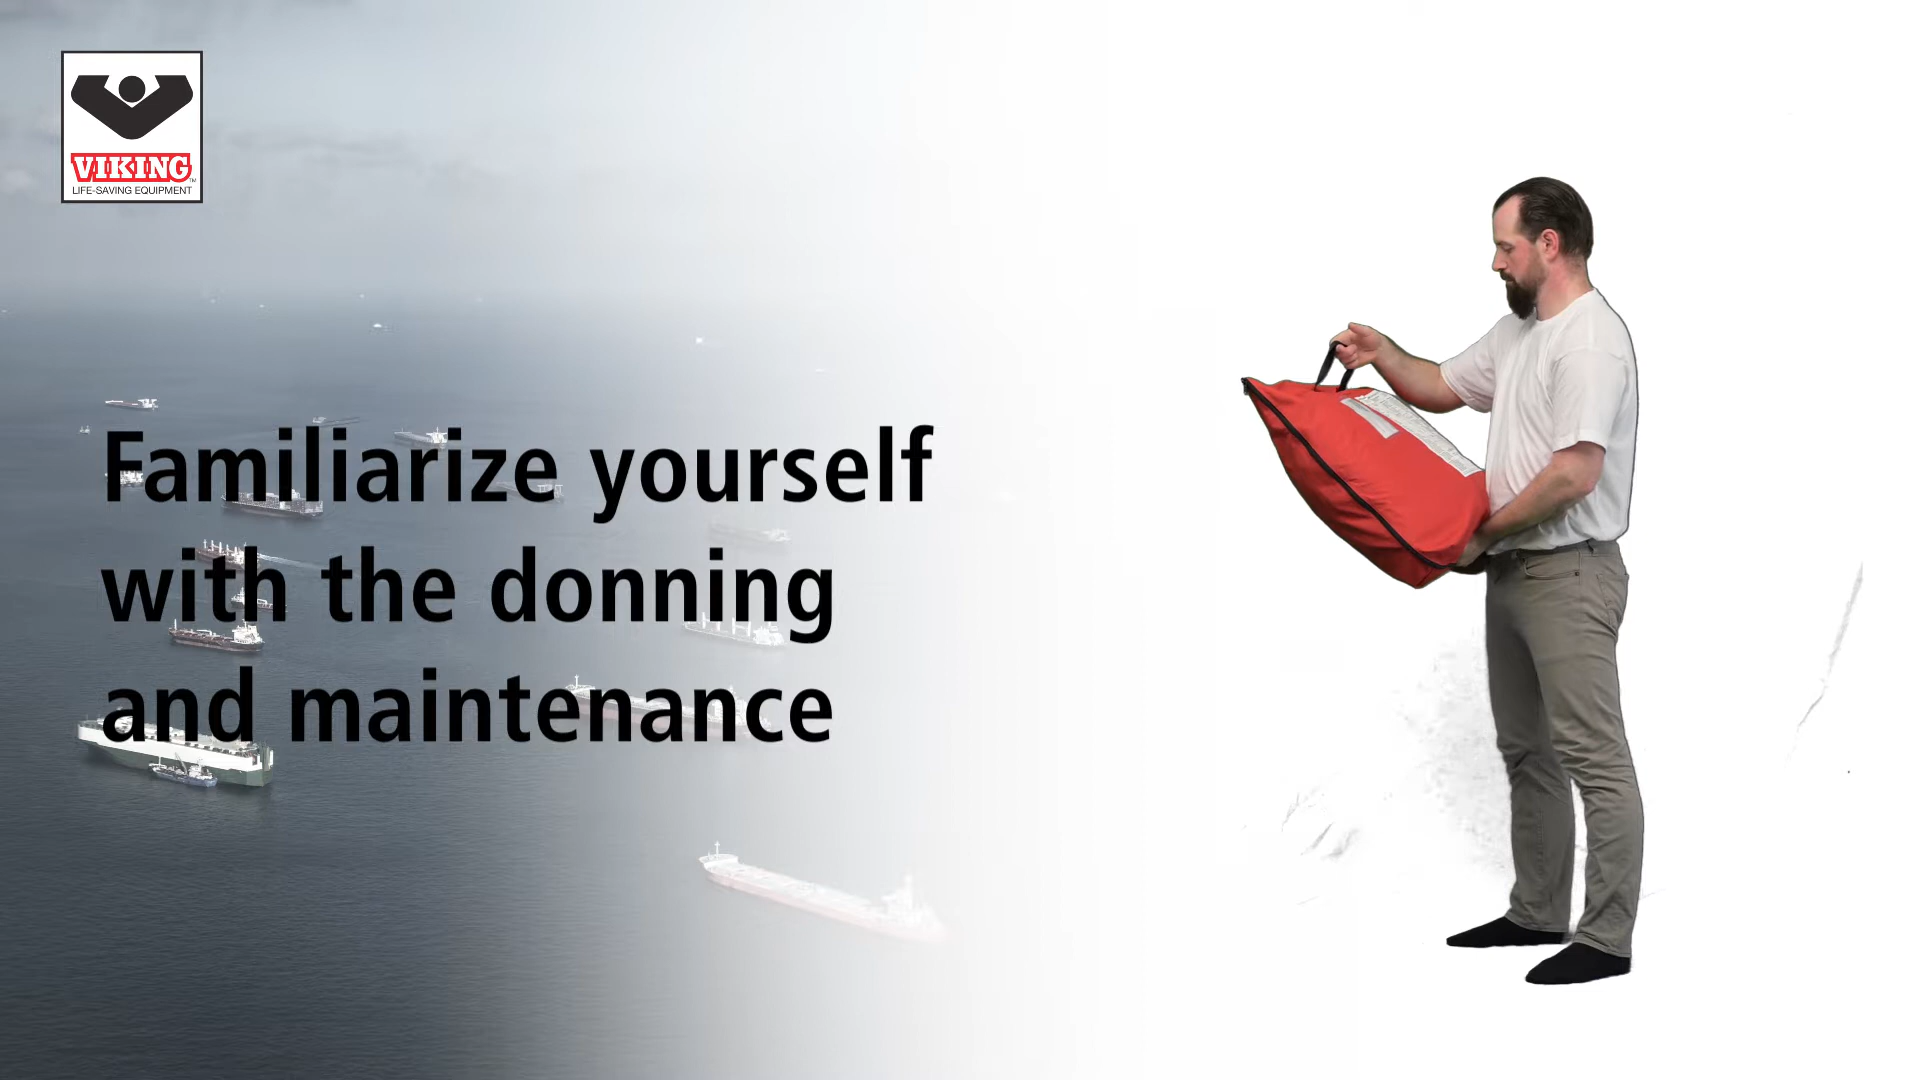 VIKING
LIFE-SAVING EQUIPMENT
Familiarize yourself
with the donning
and maintenance